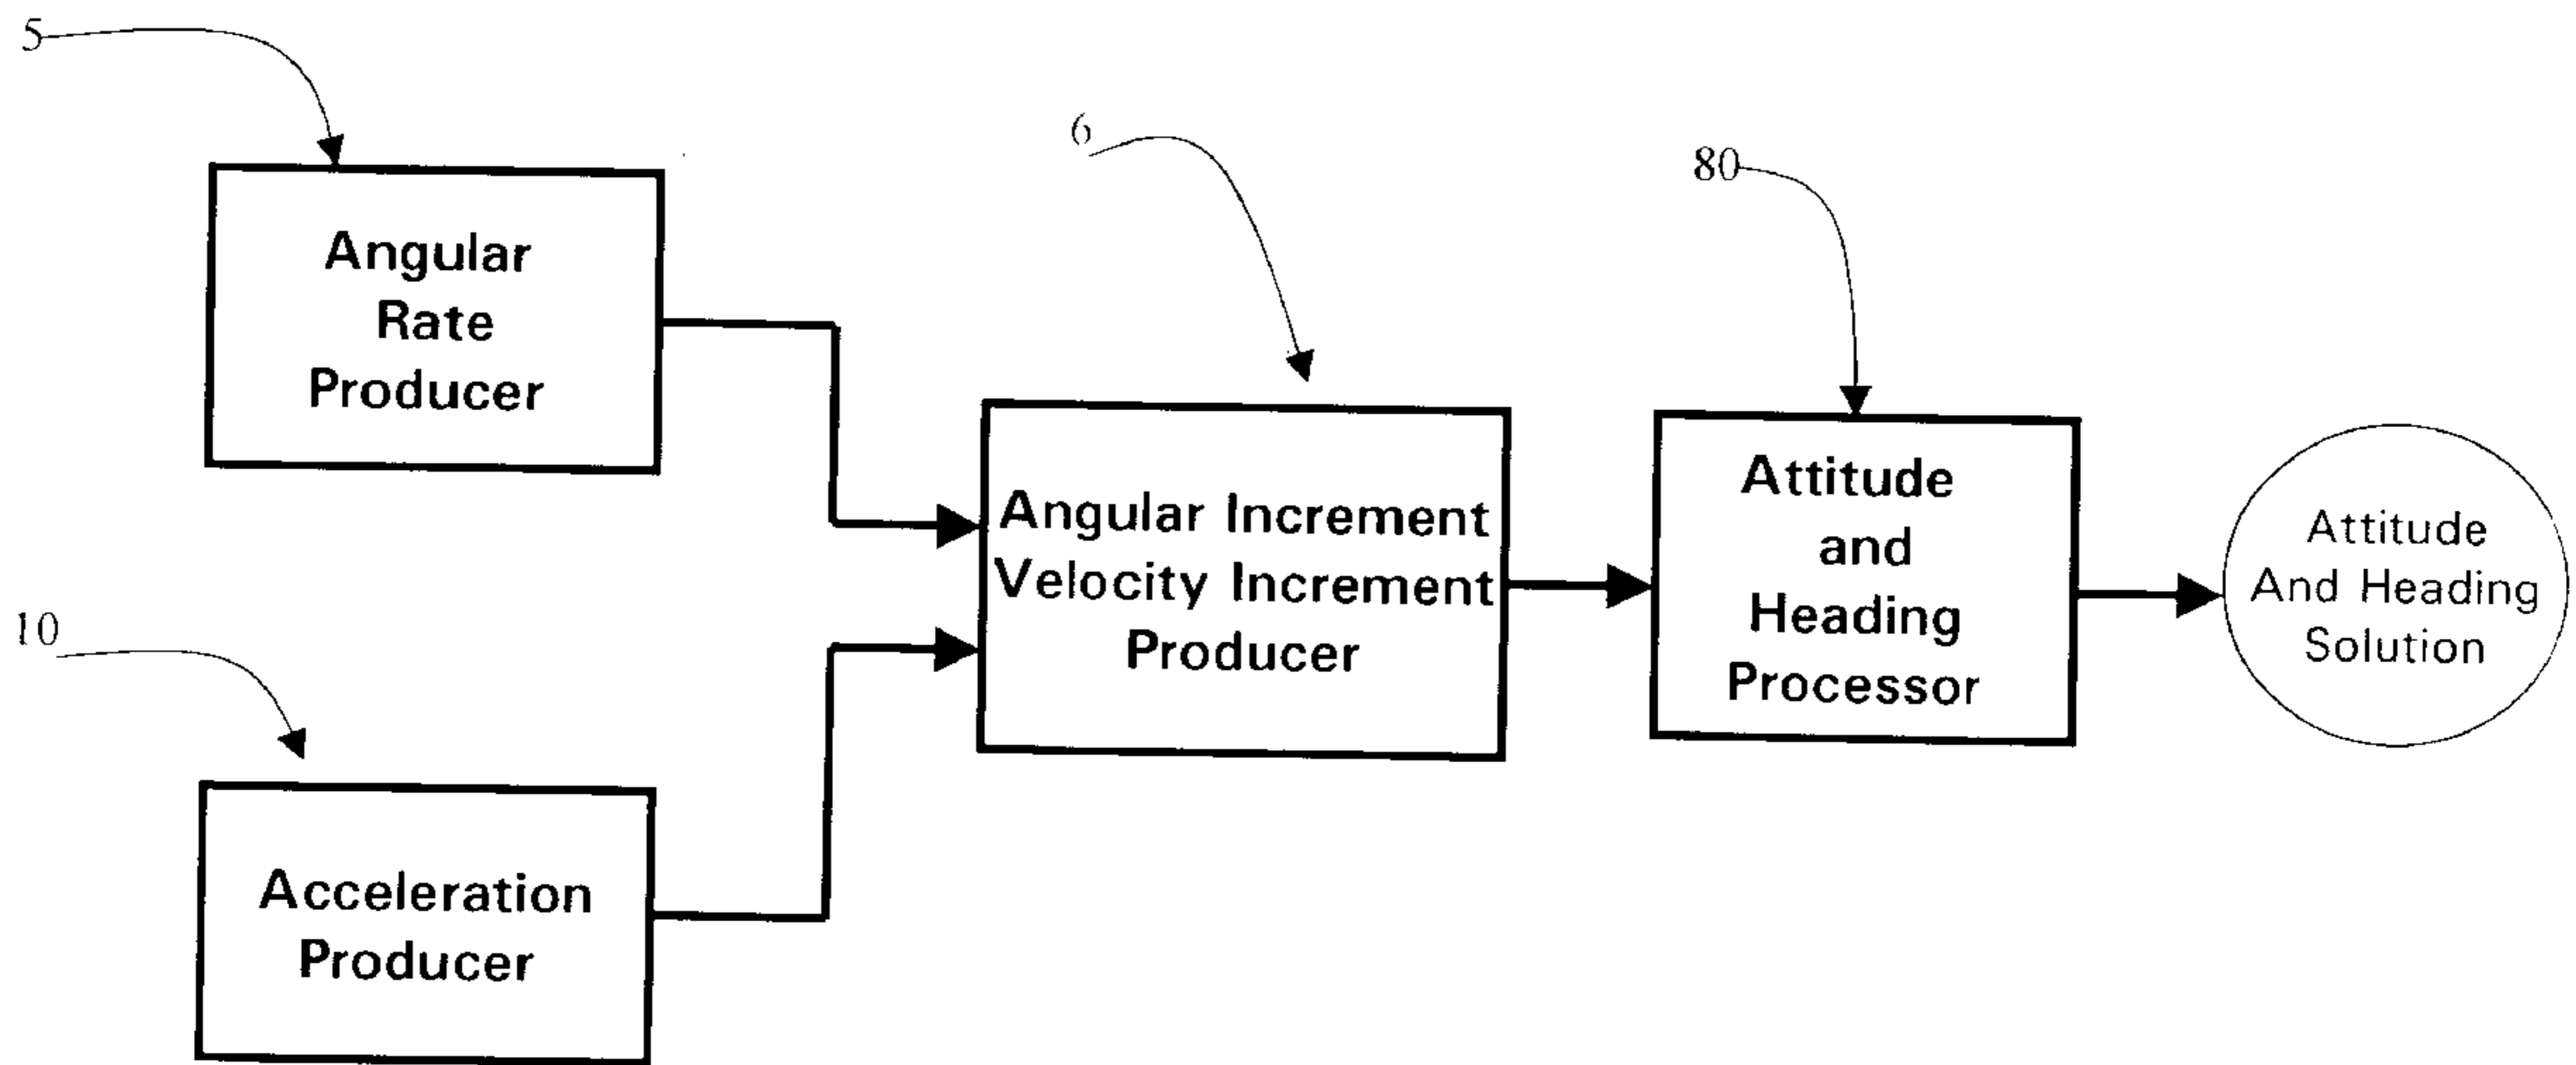 5
Angular
Rate
Producer
6
Angular Increment
Velocity Increment
Producer
80
Attitude
and
Heading
Processor
Attitude
And Heading
Solution
10
Acceleration
Producer